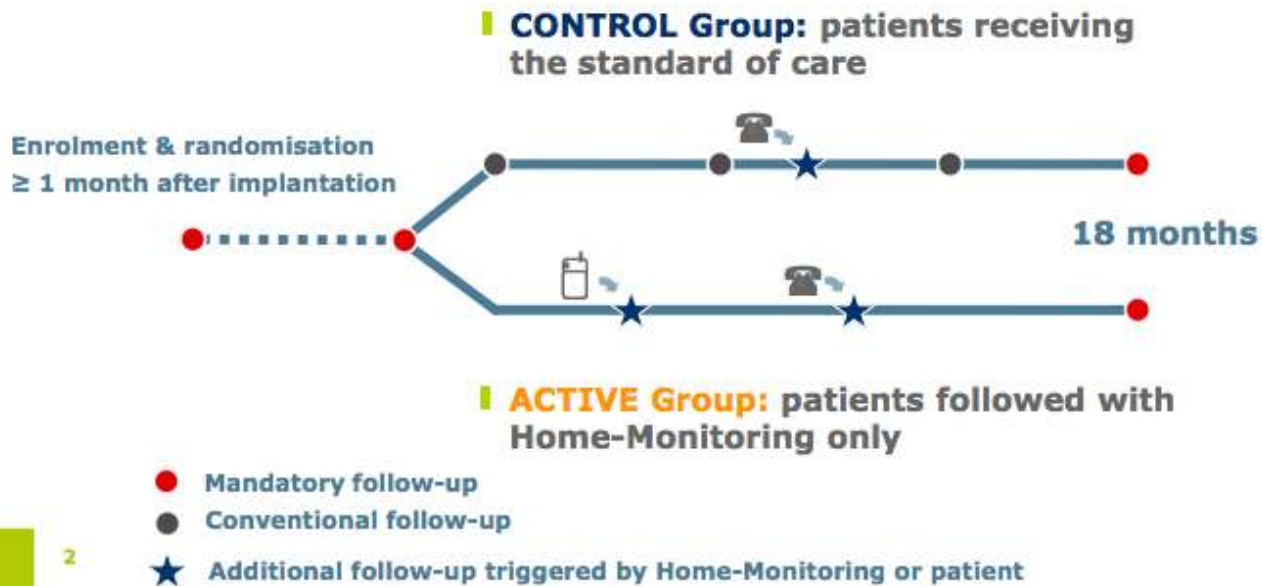 CONTROL Group: patients receiving
the standard of care
Enrolment & randomisation
≥ 1 month after implantation
18 months
ACTIVE Group: patients followed with
Home-Monitoring only
Mandatory follow-up
Conventional follow-up
2
Additional follow-up triggered by Home-Monitoring or patient